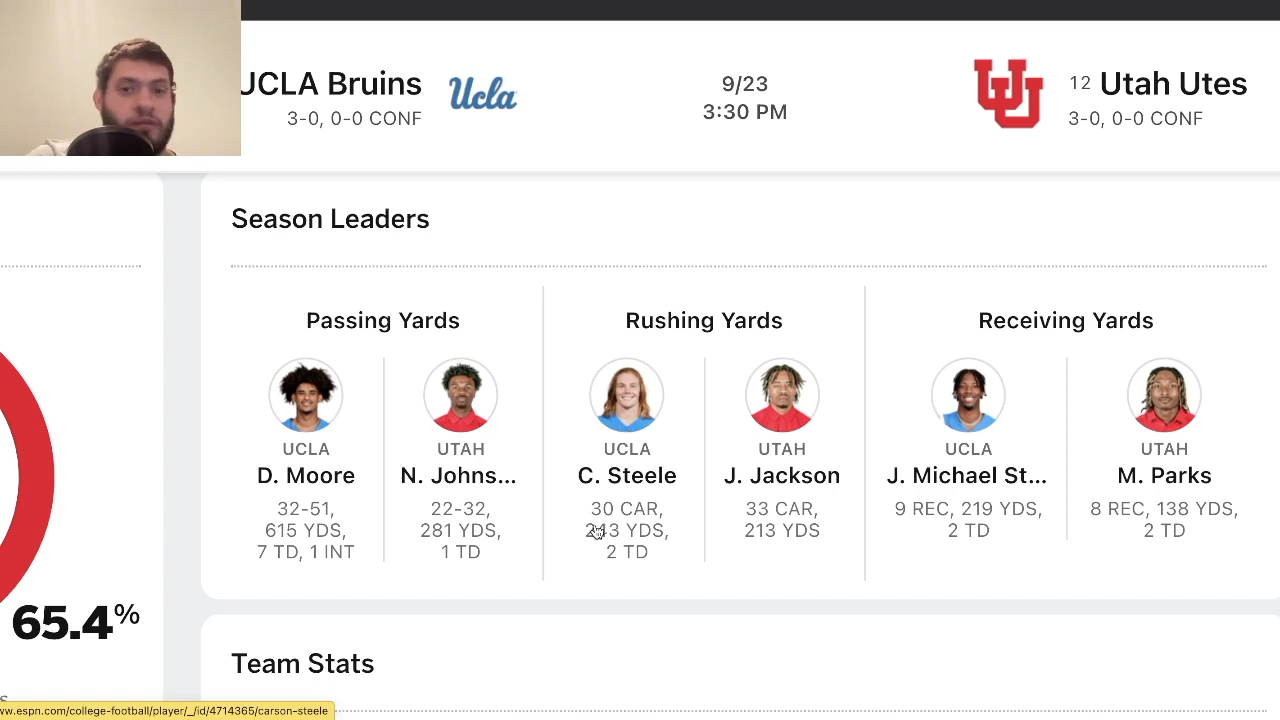 UCLA Bruins
3-0, 0-0 CONF
Ucla
9/23
3:30 PM
12 Utah Utes
3-0, 0-0 CONF
Season Leaders
Passing Yards
Rushing Yards
Receiving Yards
UCLA
D. Moore
32-51,
615 YDS,
7 TD, 1 INT
UTAH
N. Johns...
22-32,
281 YDS,
1 TD
UCLA
C. Steele
30 CAR,
243 YDS,
2 TD
UTAH
J. Jackson
33 CAR,
213 YDS
UCLA
J. Michael St...
9 REC, 219 YDS,
2 TD
UTAH
M. Parks
8 REC, 138 YDS,
2 TD
65.4%
Team Stats
s
ww.espn.com/college-football/player/_/id/4714365/carson-steele